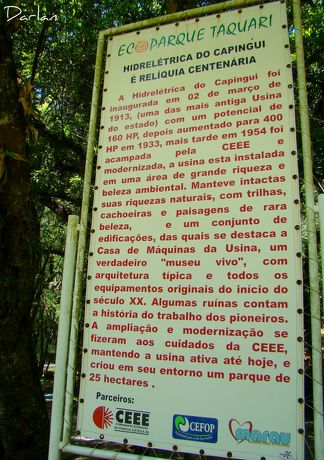 Darlan
ECOPARQUE TAQUARI
HIDRELÉTRICA DO CAPINGUI
É RELÍQUIA CENTENÁRIA
A Hidrelétrica do Capingui foi
inaugurada em 02 de março de
1913, (uma das mais antiga Usina
do estado) com um potencial de
160 HP, depois aumentado para 400
HP em 1933, mais tarde em 1954 foi
acampada pela CEEE e
modernizada, a usina esta instalada
em uma área de grande riqueza e
beleza ambiental. Manteve intactas
suas riquezas naturais, com trilhas,
cachoeiras e paisagens de rara
beleza, e um conjunto de
edificações, das quais se destaca a
Casa de Máquinas da Usina, um
verdadeiro "museu vivo", com
arquitetura típica e todos os
equipamentos originais do início do
século XX. Algumas ruínas contam
a história do trabalho dos pioneiros.
A ampliação e modernização se
fizeram aos cuidados da CEEE,
mantendo a usina ativa até hoje, e
criou em seu entorno um parque de
25 hectares .
Parceiros:
CEEE
CEFOP
Marau